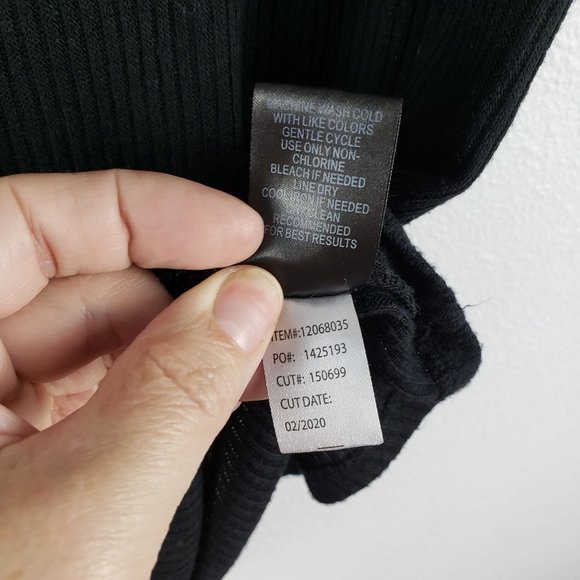 MACHINE WASH COLD
WITH LIKE COLORS
GENTLE CYCLE
USE ONLY NON-
CHLORINE
BLEACH IF NEEDED
LINE DRY
COOL IRON IF NEEDED
CLEAN
RECOMMENDED
FOR BEST RESULTS
ITEM#:12068035
PO#: 1425193
CUT#: 150699
CUT DATE:
02/2020